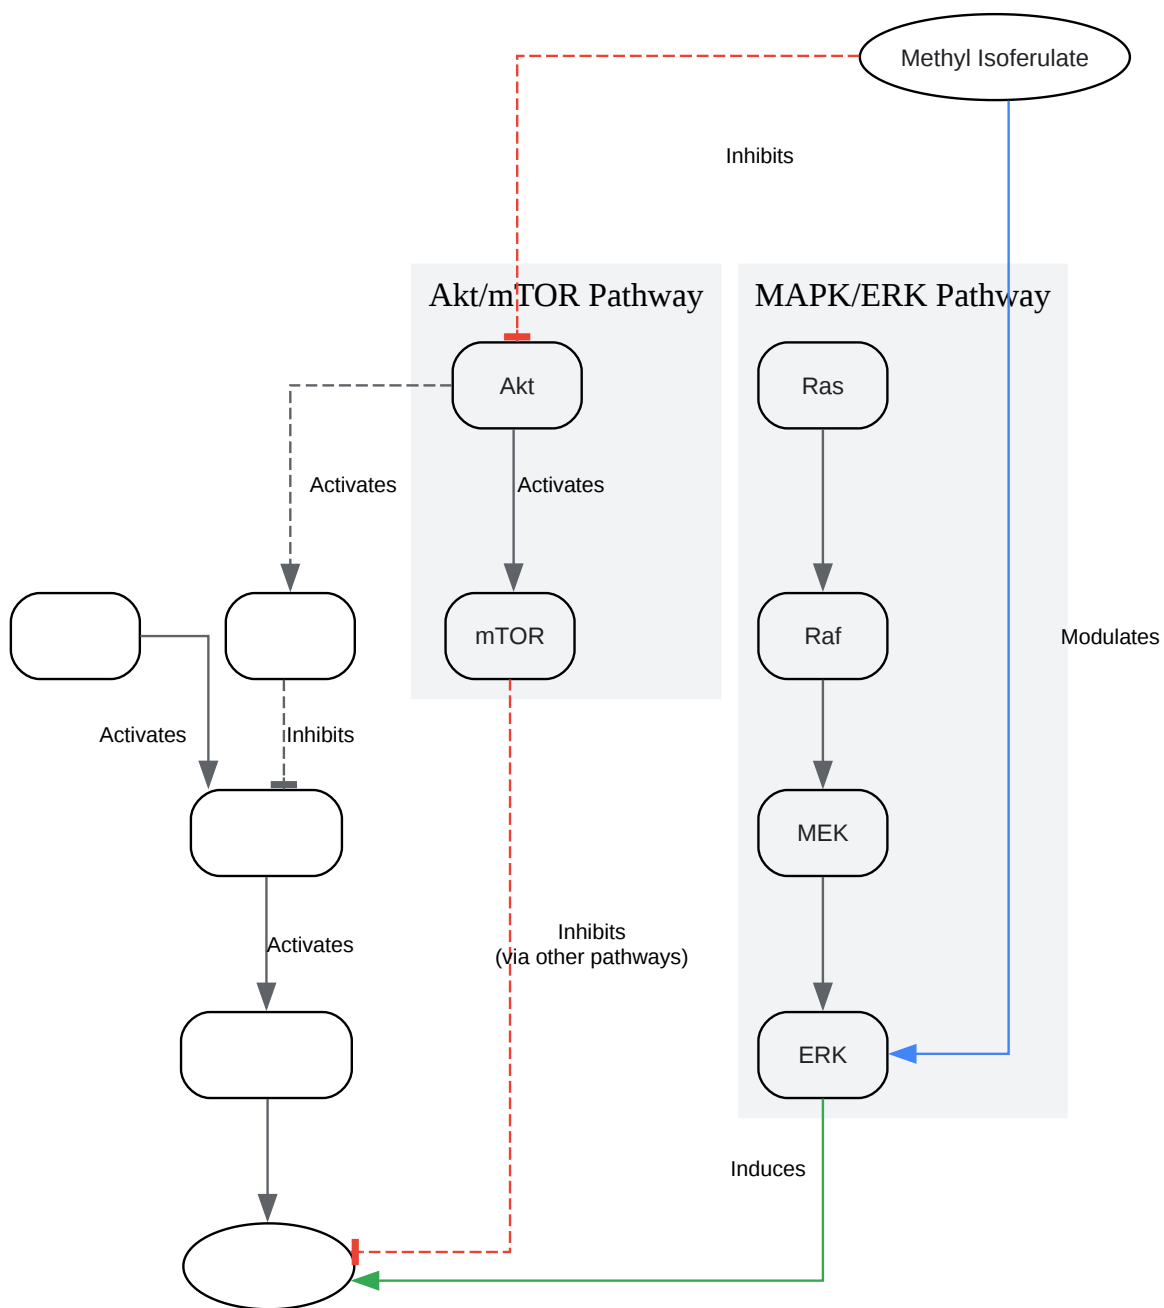 Methyl Isoferulate
Inhibits
Akt/mTOR Pathway
MAPK/ERK Pathway
Akt
Ras
Activates
Activates
mTOR
Raf
Modulates
Activates
Inhibits
MEK
Inhibits
(via other pathways)
Activates
ERK
Induces